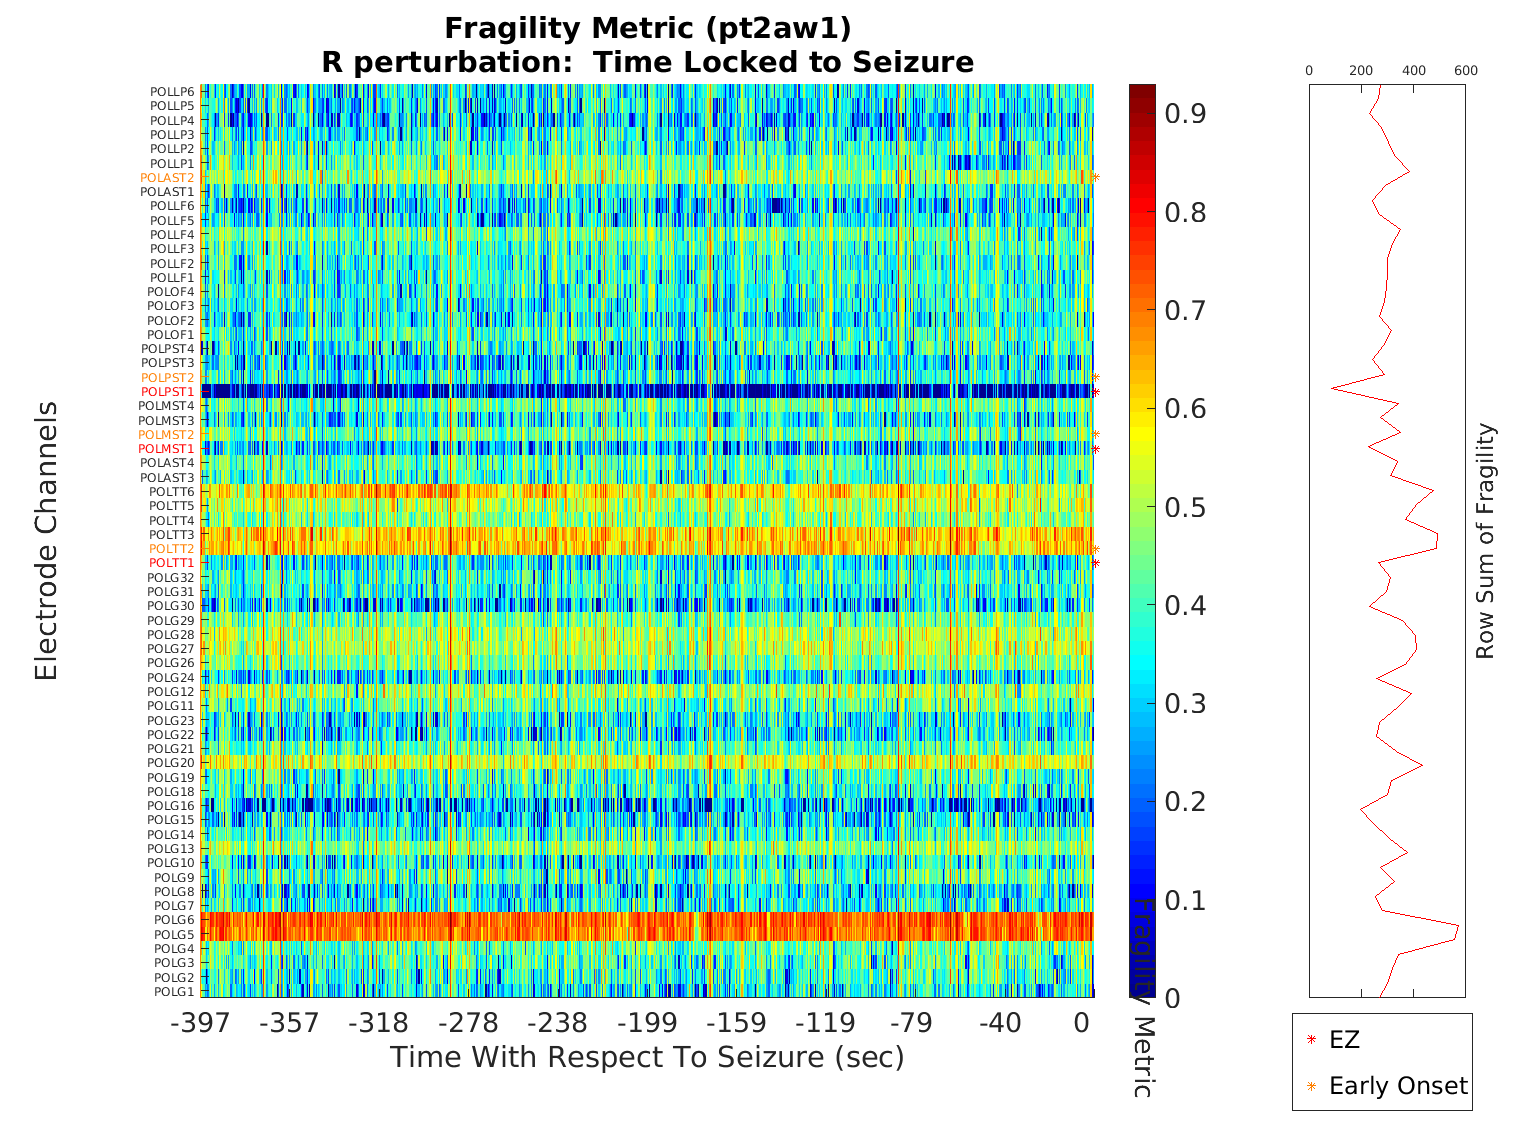 Fragility Metric (pt2aw1)
R perturbation:  Time Locked to Seizure
Electrode Channels
POLLP6
POLLP5
POLLP4
POLLP3
POLLP2
POLLP1
POLAST2
POLAST1
POLLF6
POLLF5
POLLF4
POLLF3
POLLF2
POLLF1
POLOF4
POLOF3
POLOF2
POLOF1
POLPST4
POLPST3
POLPST2
POLPST1
POLMST4
POLMST3
POLMST2
POLMST1
POLAST4
POLAST3
POLTT6
POLTT5
POLTT4
POLTT3
POLTT2
POLTT1
POLG32
POLG31
POLG30
POLG29
POLG28
POLG27
POLG26
POLG24
POLG12
POLG11
POLG23
POLG22
POLG21
POLG20
POLG19
POLG18
POLG16
POLG15
POLG14
POLG13
POLG10
POLG9
POLG8
POLG7
POLG6
POLG5
POLG4
POLG3
POLG2
POLG1
-397 -357 -318 -278 -238 -199 -159 -119 -79 -40 0
Time With Respect To Seizure (sec)
0.9
0.8
0.7
0.6
0.5
0.4
0.3
0.2
0.1
0
Fragility Metric
0 200 400 600
Row Sum of Fragility
EZ
Early Onset